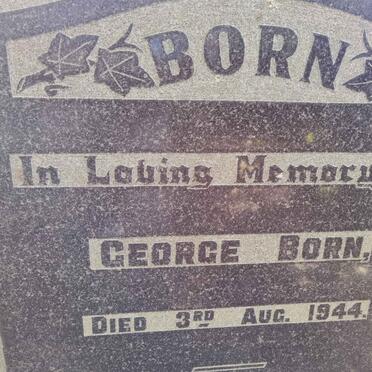 BORN
In Loving Memory
GEORGE BORN,
DIED 3RD AUG. 1944.